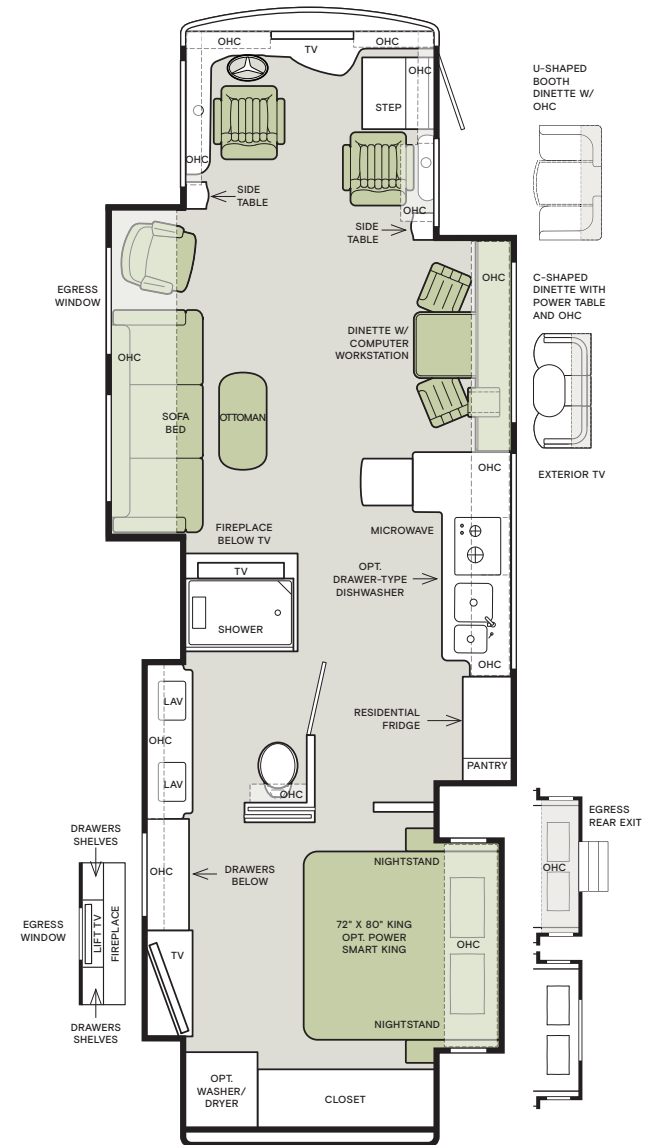 OHC
TV
OHC
OHC
STEP
OHC
SIDE
TABLE
OHC
SIDE
TABLE
U-SHAPED
BOOTH
DINETTE W/
OHC
EGRESS
WINDOW
OHC
C-SHAPED
DINETTE WITH
POWER TABLE
AND OHC
DINETTE W/
COMPUTER
WORKSTATION
OHC
SOFA
BED
OTTOMAN
OHC
EXTERIOR TV
FIREPLACE
BELOW TV
MICROWAVE
TV
OPT.
DRAWER-TYPE
DISHWASHER
SHOWER
OHC
LAV
OHC
LAV
RESIDENTIAL
FRIDGE
PANTRY
OHC
EGRESS
REAR EXIT
OHC
DRAWERS
SHELVES
OHC
DRAWERS
BELOW
NIGHTSTAND
EGRESS
WINDOW
LIFT TV
FIREPLACE
72" X 80" KING
OPT. POWER
SMART KING
OHC
TV
DRAWERS
SHELVES
NIGHTSTAND
OPT.
WASHER/
DRYER
CLOSET